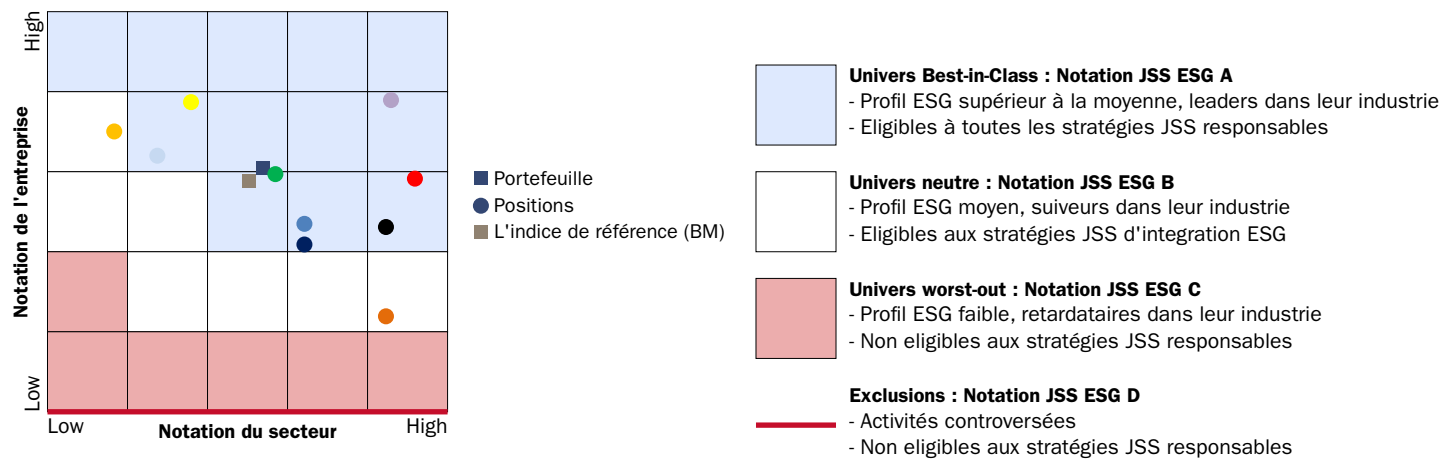 High
Notation de l'entreprise
Low
Low
Notation du secteur
High
Portefeuille
Positions
L'indice de référence (BM)
Univers Best-in-Class : Notation JSS ESG A
- Profil ESG supérieur à la moyenne, leaders dans leur industrie
- Eligibles à toutes les stratégies JSS responsables
Univers neutre : Notation JSS ESG B
- Profil ESG moyen, suiveurs dans leur industrie
- Eligibles aux stratégies JSS d'integration ESG
Univers worst-out : Notation JSS ESG C
- Profil ESG faible, retardataires dans leur industrie
- Non eligibles aux stratégies JSS responsables
Exclusions : Notation JSS ESG D
- Activités controversées
- Non eligibles aux stratégies JSS responsables